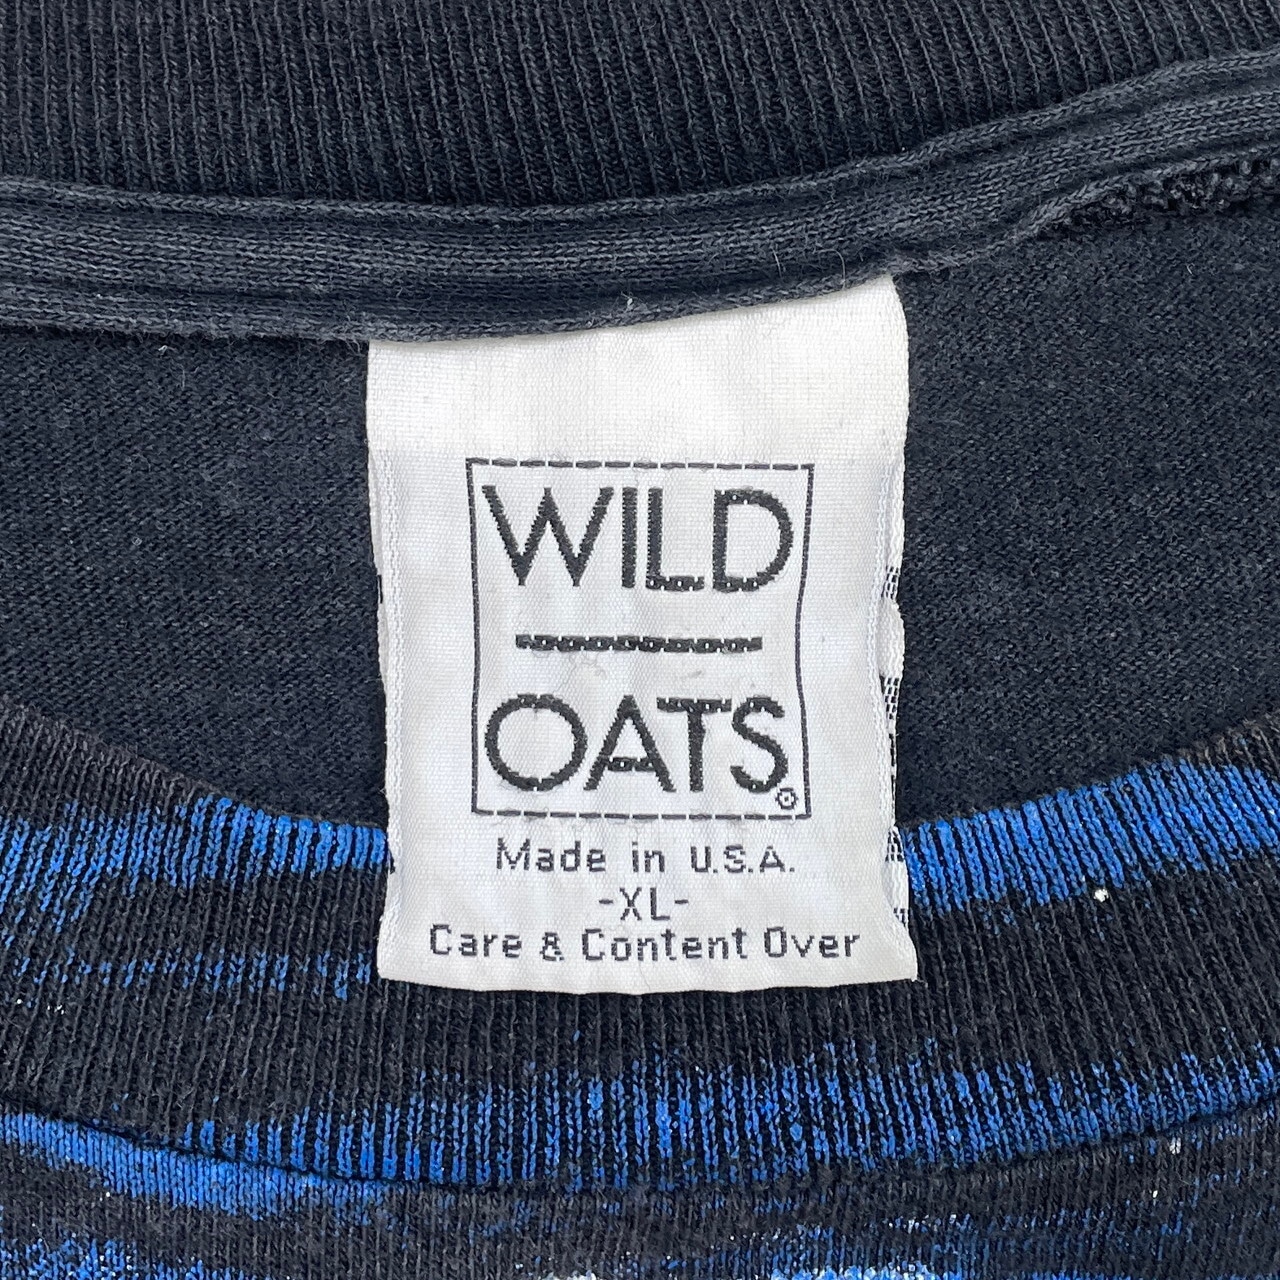 WILD
OATS®
Made in U.S.A.
-XL-
Care & Content Over